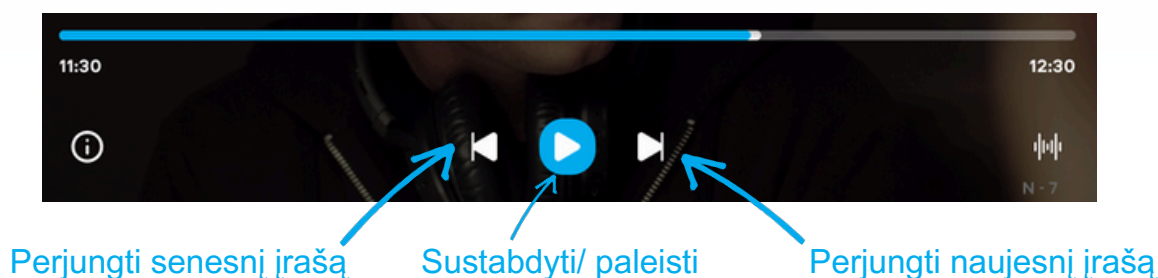 11:30 12:30
N - 7
Perjungti senesnį įrašą Sustabdyti/ paleisti Perjungti naujesnį įrašą